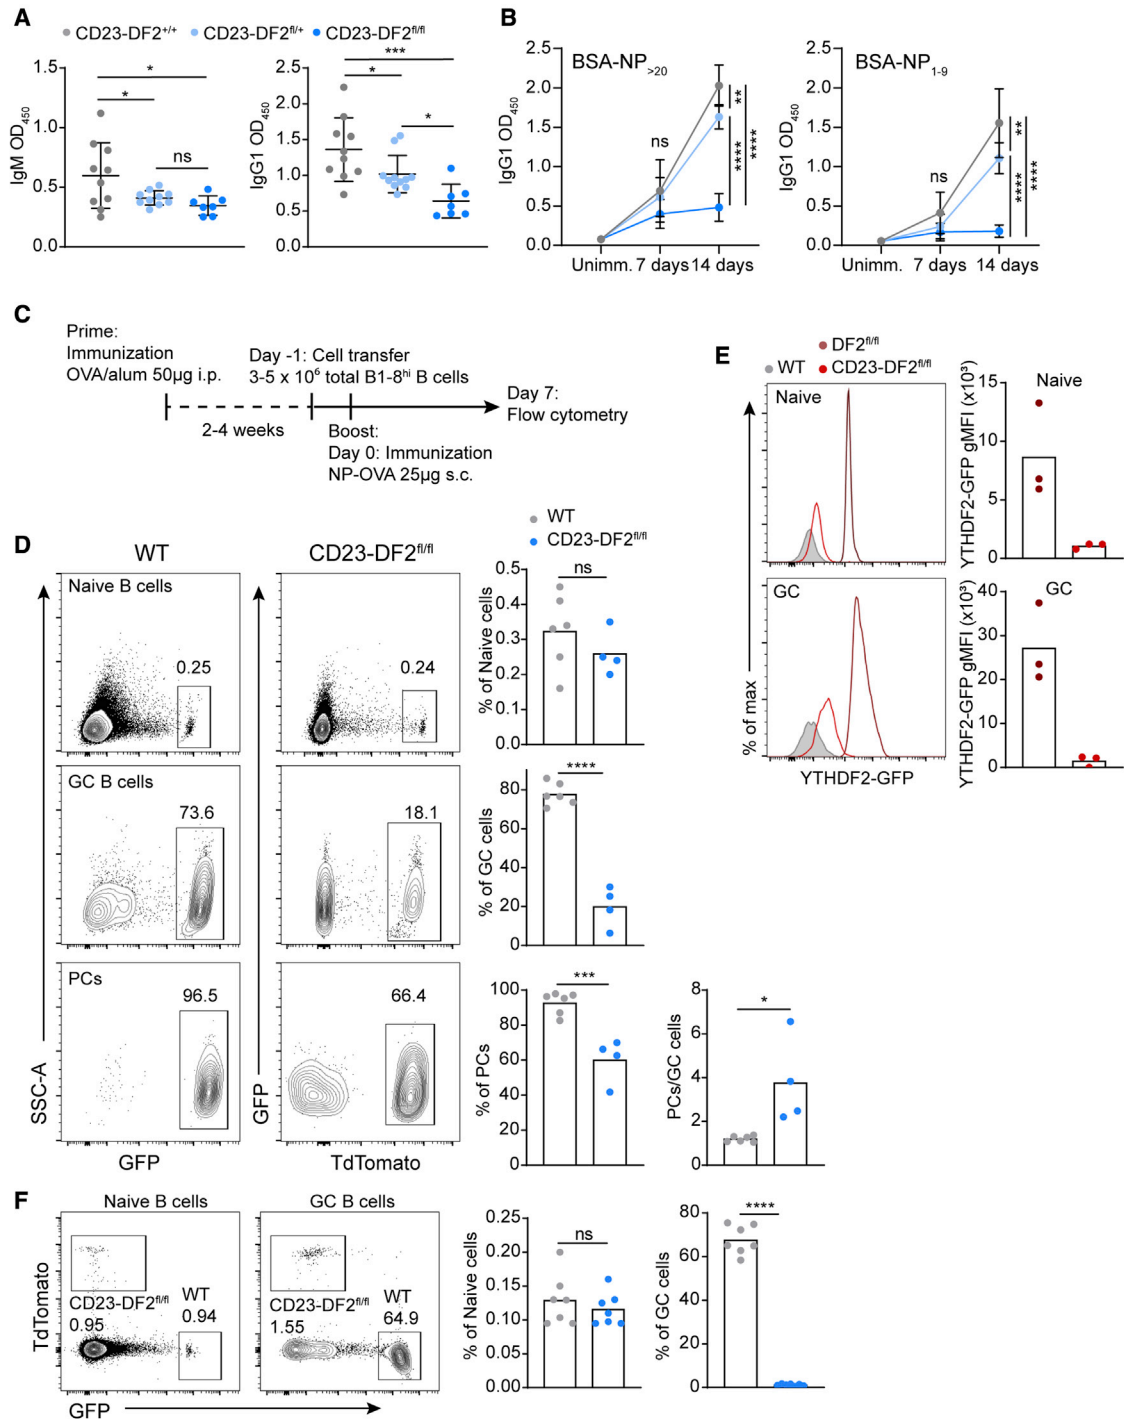 A
CD23-DF2+/+ CD23-DF2fl/+ CD23-DF2fl/fl
IgM OD450
1.5
1.0
0.5
0.0
*
*
ns
IgG1 OD450
2.5
2.0
1.5
1.0
0.5
0.0
***
*
*
B
BSA-NP>20
IgG1 OD450
2.5
2.0
1.5
1.0
0.5
0.0
ns
**
****
****
Unimm. 7 days 14 days
BSA-NP1-9
IgG1 OD450
2.5
2.0
1.5
1.0
0.5
0.0
ns
**
****
****
Unimm. 7 days 14 days
C
Prime:
Immunization
OVA/alum 50µg i.p.
Day -1: Cell transfer
3-5 x 10⁶ total B1-8hi B cells
2-4 weeks
Boost:
Day 0: Immunization
NP-OVA 25µg s.c.
Day 7:
Flow cytometry
D
WT
CD23-DF2fl/fl
Naive B cells
0.25
0.24
GC B cells
73.6
18.1
PCs
96.5
66.4
SSC-A
GFP
GFP
TdTomato
WT
CD23-DF2fl/fl
% of Naive cells
0.5
0.4
0.3
0.2
0.1
0.0
ns
% of GC cells
80
60
40
20
0
****
% of PCs
100
80
60
40
20
0
***
PCs/GC cells
8
6
4
2
0
*
E
DF2fl/fl
WT CD23-DF2fl/fl
Naive
GC
% of max
YTHDF2-GFP
YTHDF2-GFP gMFI (x10³)
15
10
5
0
Naive
YTHDF2-GFP gMFI (x10³)
40
30
20
10
0
GC
F
Naive B cells
GC B cells
TdTomato
CD23-DF2fl/fl
0.95
WT
0.94
CD23-DF2fl/fl
1.55
WT
64.9
GFP
% of Naive cells
0.25
0.20
0.15
0.10
0.05
0.00
ns
% of GC cells
80
60
40
20
0
****